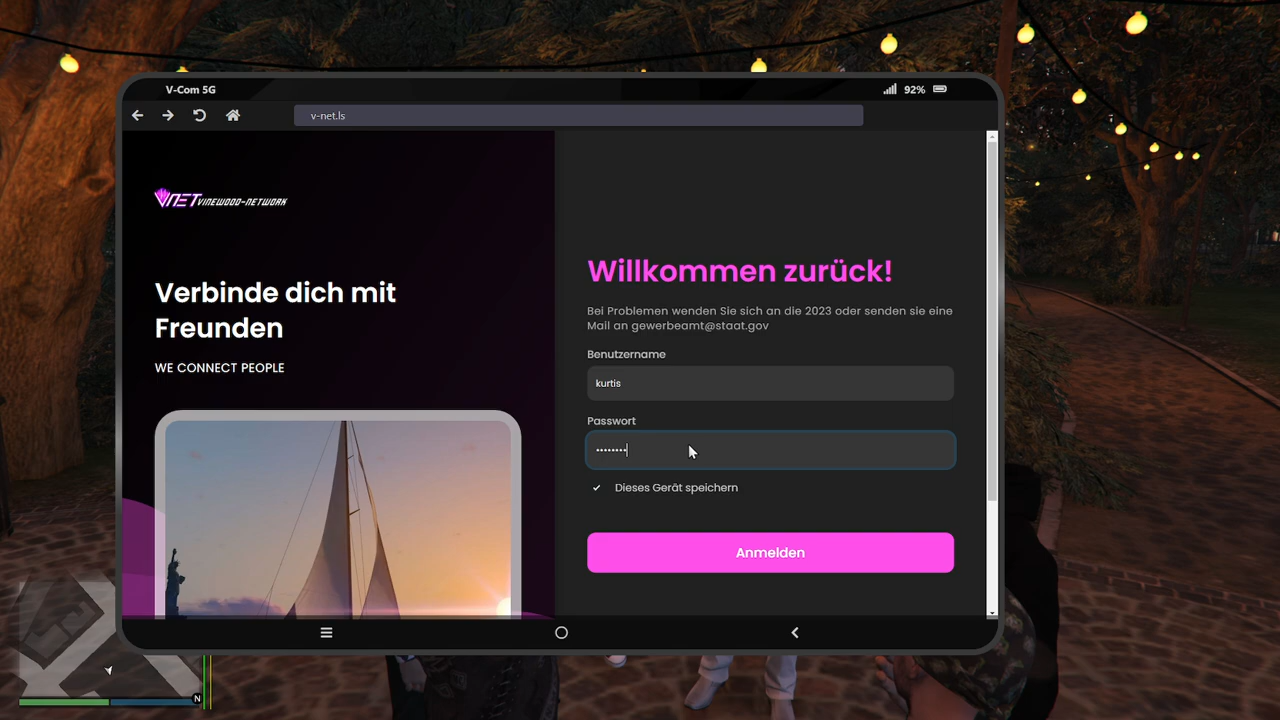 V-Com 5G
92%
v-net.ls
VNET VINEWOOD-NETWORK
Verbinde dich mit
Freunden
WE CONNECT PEOPLE
Willkommen zurück!
Bei Problemen wenden Sie sich an die 2023 oder senden sie eine
Mail an gewerbeamt@staat.gov
Benutzername
kurtis
Passwort
••••••••
Dieses Gerät speichern
Anmelden
N